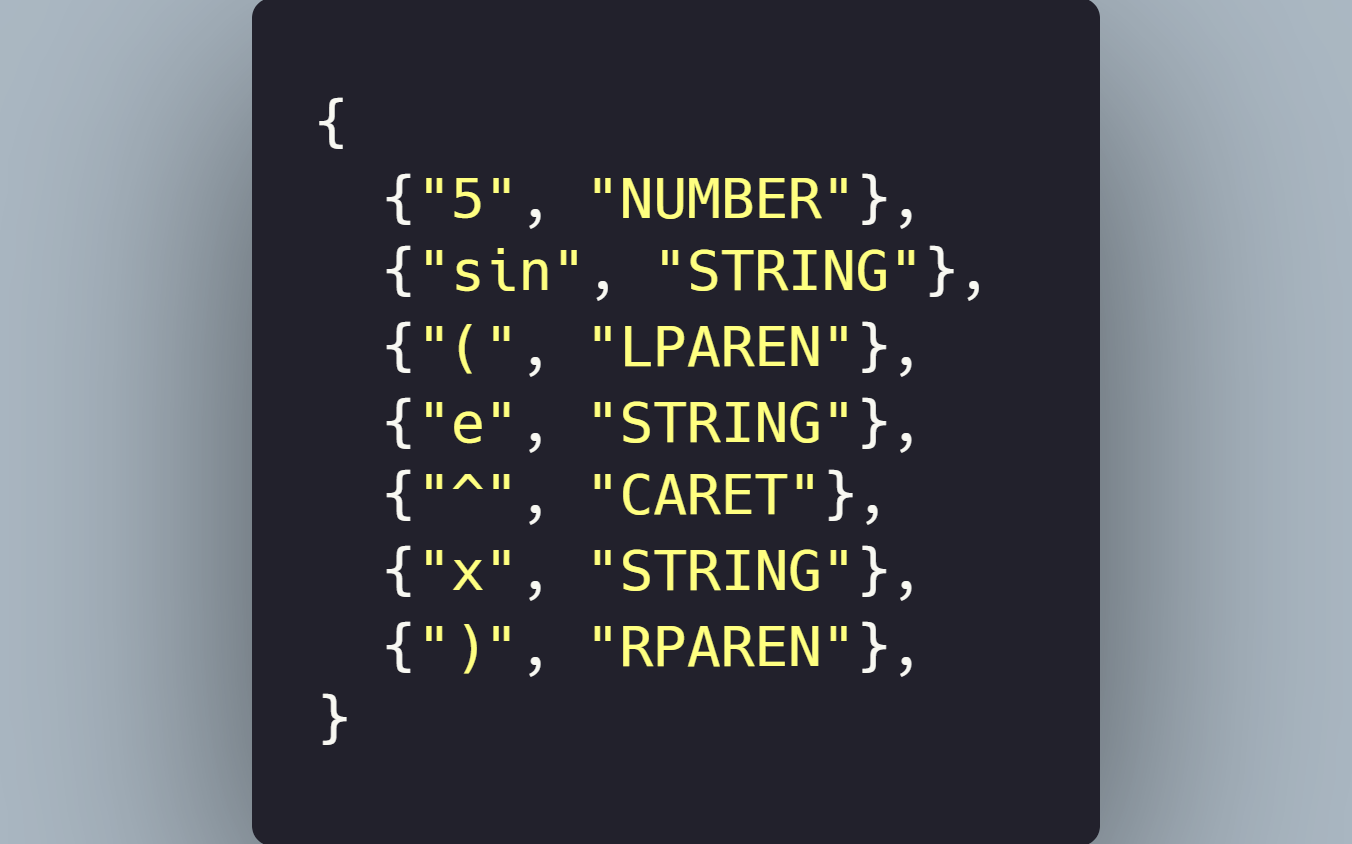 {
  {"5", "NUMBER"},
  {"sin", "STRING"},
  {"(", "LPAREN"},
  {"e", "STRING"},
  {"^", "CARET"},
  {"x", "STRING"},
  {")", "RPAREN"},
}